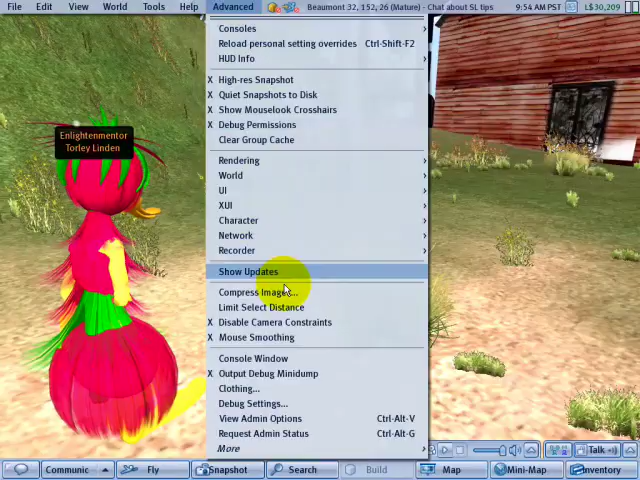 File Edit View World Tools Help Advanced Beaumont 32, 152, 26 (Mature) - Chat about SL tips 9:54 AM PST L$30,209
Enlightenmentor
Torley Linden
Consoles
Reload personal setting overrides Ctrl-Shift-F2
HUD Info
X High-res Snapshot
X Quiet Snapshots to Disk
X Show Mouselook Crosshairs
X Debug Permissions
Clear Group Cache
Rendering
World
UI
XUI
Character
Network
Recorder
Show Updates
Compress Images...
Limit Select Distance
X Disable Camera Constraints
X Mouse Smoothing
Console Window
X Output Debug Minidump
Clothing...
Debug Settings...
View Admin Options Ctrl-Alt-V
Request Admin Status Ctrl-Alt-G
More
Talk
Communic Fly Snapshot Search Build Map Mini-Map Inventory